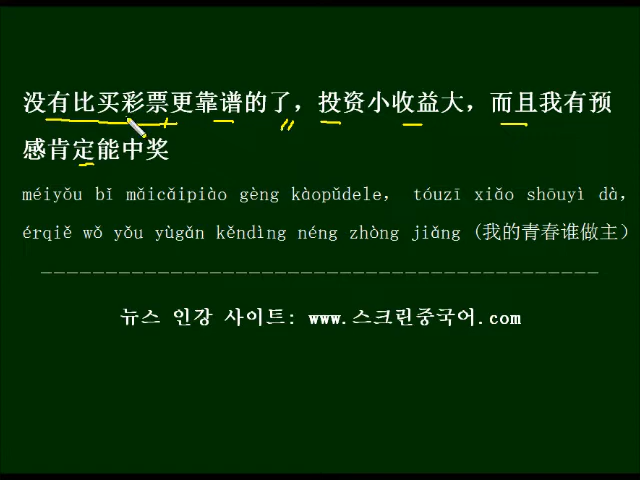 没有比买彩票更靠谱的了，投资小收益大，而且我有预
感肯定能中奖
méiyǒu bǐ mǎicǎipiào gèng kàopǔdele， tóuzī xiǎo shōuyì dà，
érqiě wǒ yǒu yùgǎn kěndìng néng zhòng jiǎng (我的青春谁做主)
뉴스 인강 사이트: www.스크린중국어.com